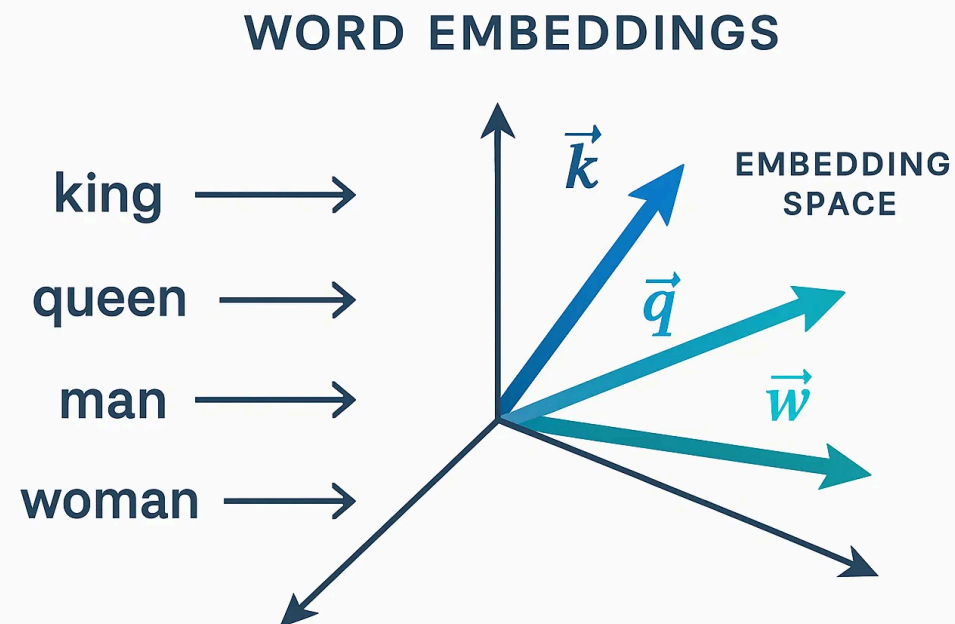 WORD EMBEDDINGS
king
queen
man
woman
k⃗
q⃗
w⃗
EMBEDDING
SPACE